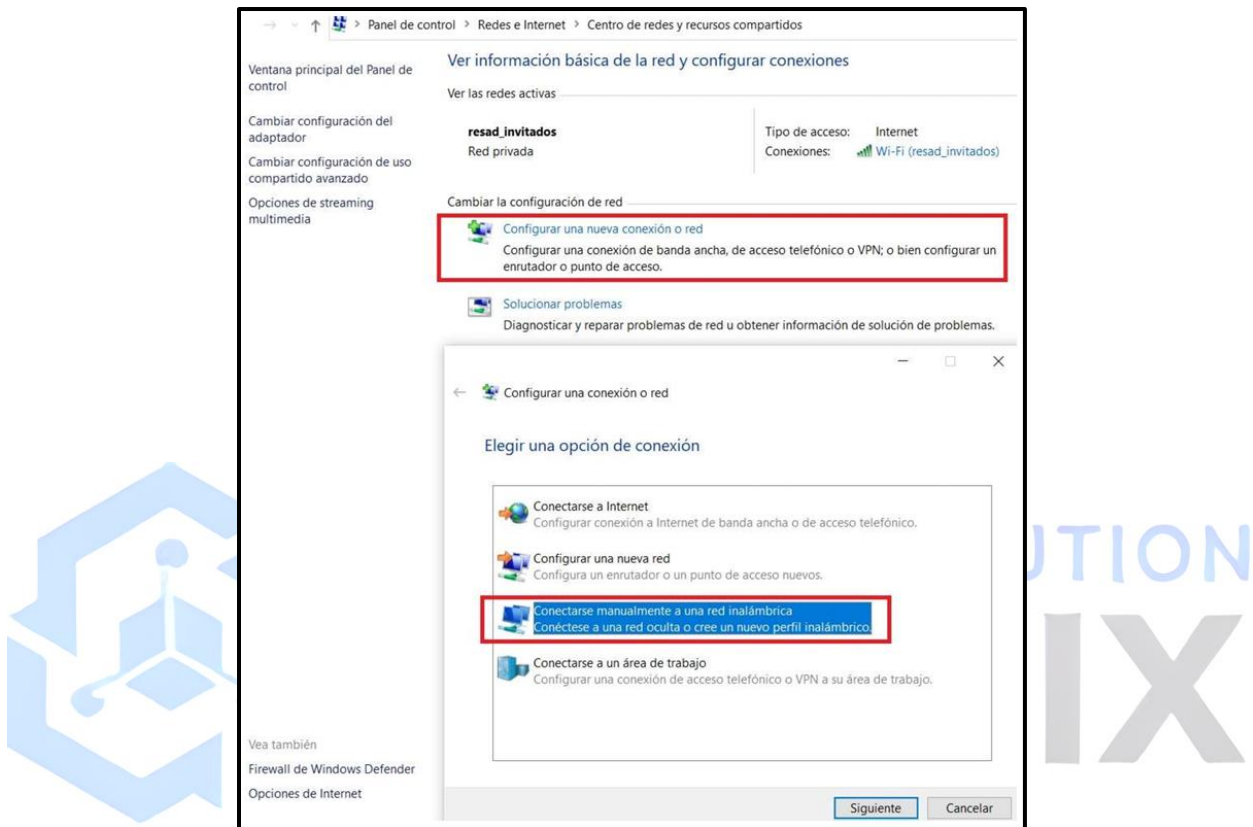 Panel de control > Redes e Internet > Centro de redes y recursos compartidos
Ventana principal del Panel de
control
Cambiar configuración del
adaptador
Cambiar configuración de uso
compartido avanzado
Opciones de streaming
multimedia
Ver información básica de la red y configurar conexiones
Ver las redes activas
resad_invitados
Red privada
Tipo de acceso: Internet
Conexiones: Wi-Fi (resad_invitados)
Cambiar la configuración de red
Configurar una nueva conexión o red
Configurar una conexión de banda ancha, de acceso telefónico o VPN; o bien configurar un
enrutador o punto de acceso.
Solucionar problemas
Diagnosticar y reparar problemas de red u obtener información de solución de problemas.
Configurar una conexión o red
Elegir una opción de conexión
Conectarse a Internet
Configurar conexión a Internet de banda ancha o de acceso telefónico.
Configurar una nueva red
Configura un enrutador o un punto de acceso nuevos.
Conectarse manualmente a una red inalámbrica
Conéctese a una red oculta o cree un nuevo perfil inalámbrico.
Conectarse a un área de trabajo
Configurar una conexión de acceso telefónico o VPN a su área de trabajo.
Siguiente Cancelar
Vea también
Firewall de Windows Defender
Opciones de Internet
UTION
IX